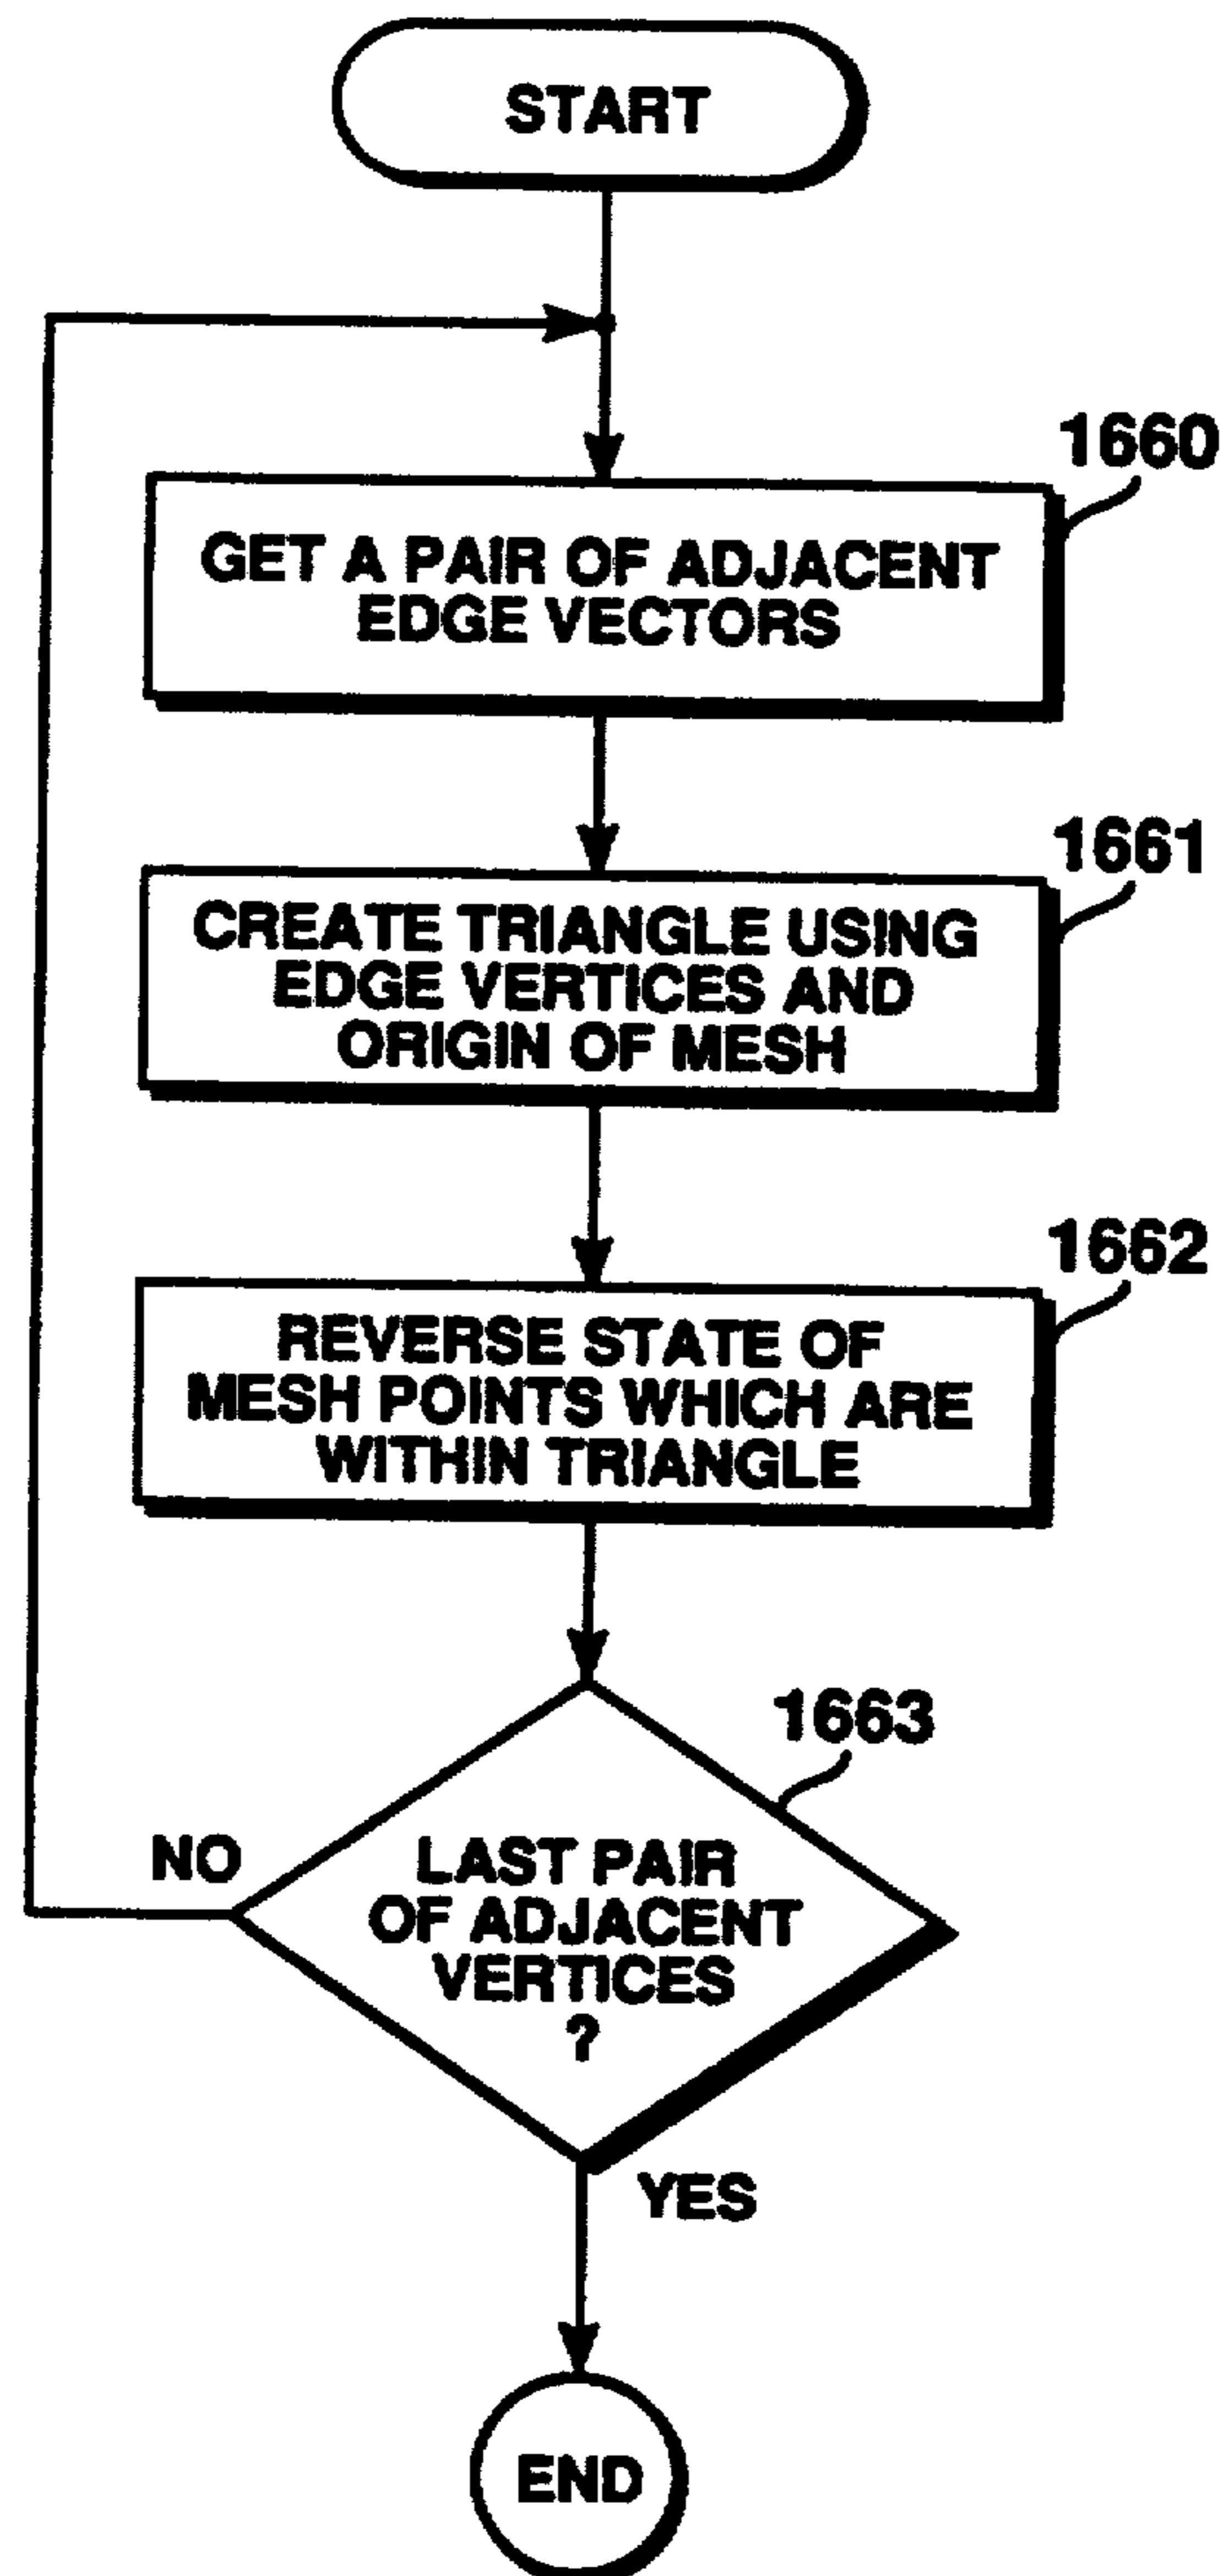 START
1660
GET A PAIR OF ADJACENT
EDGE VECTORS
1661
CREATE TRIANGLE USING
EDGE VERTICES AND
ORIGIN OF MESH
1662
REVERSE STATE OF
MESH POINTS WHICH ARE
WITHIN TRIANGLE
1663
NO
LAST PAIR
OF ADJACENT
VERTICES
?
YES
END